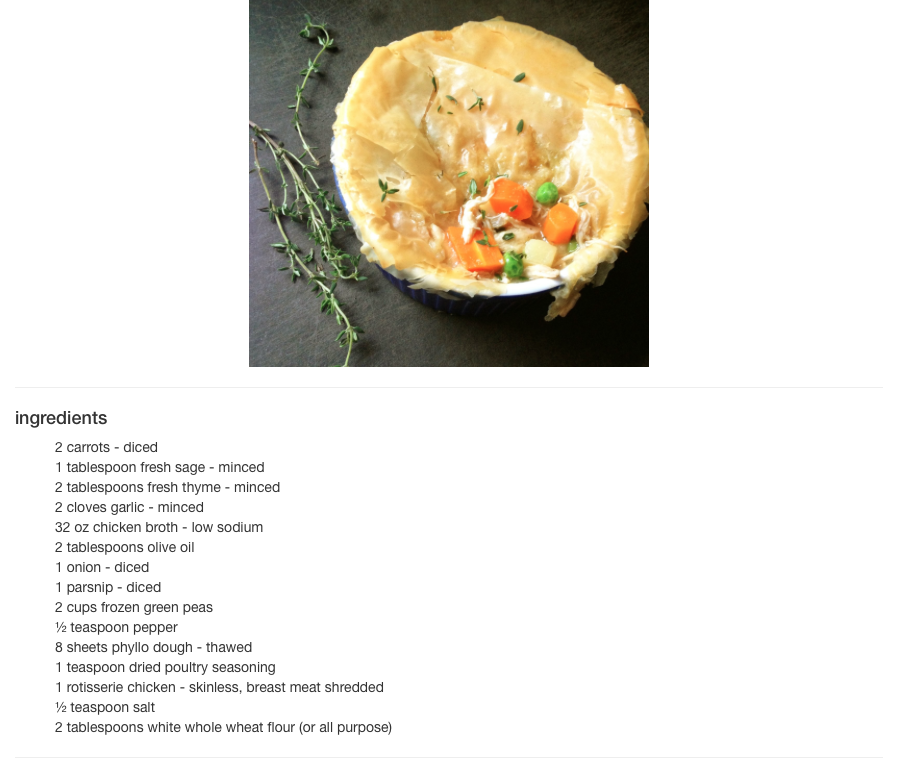 ingredients
2 carrots - diced
1 tablespoon fresh sage - minced
2 tablespoons fresh thyme - minced
2 cloves garlic - minced
32 oz chicken broth - low sodium
2 tablespoons olive oil
1 onion - diced
1 parsnip - diced
2 cups frozen green peas
½ teaspoon pepper
8 sheets phyllo dough - thawed
1 teaspoon dried poultry seasoning
1 rotisserie chicken - skinless, breast meat shredded
½ teaspoon salt
2 tablespoons white whole wheat flour (or all purpose)